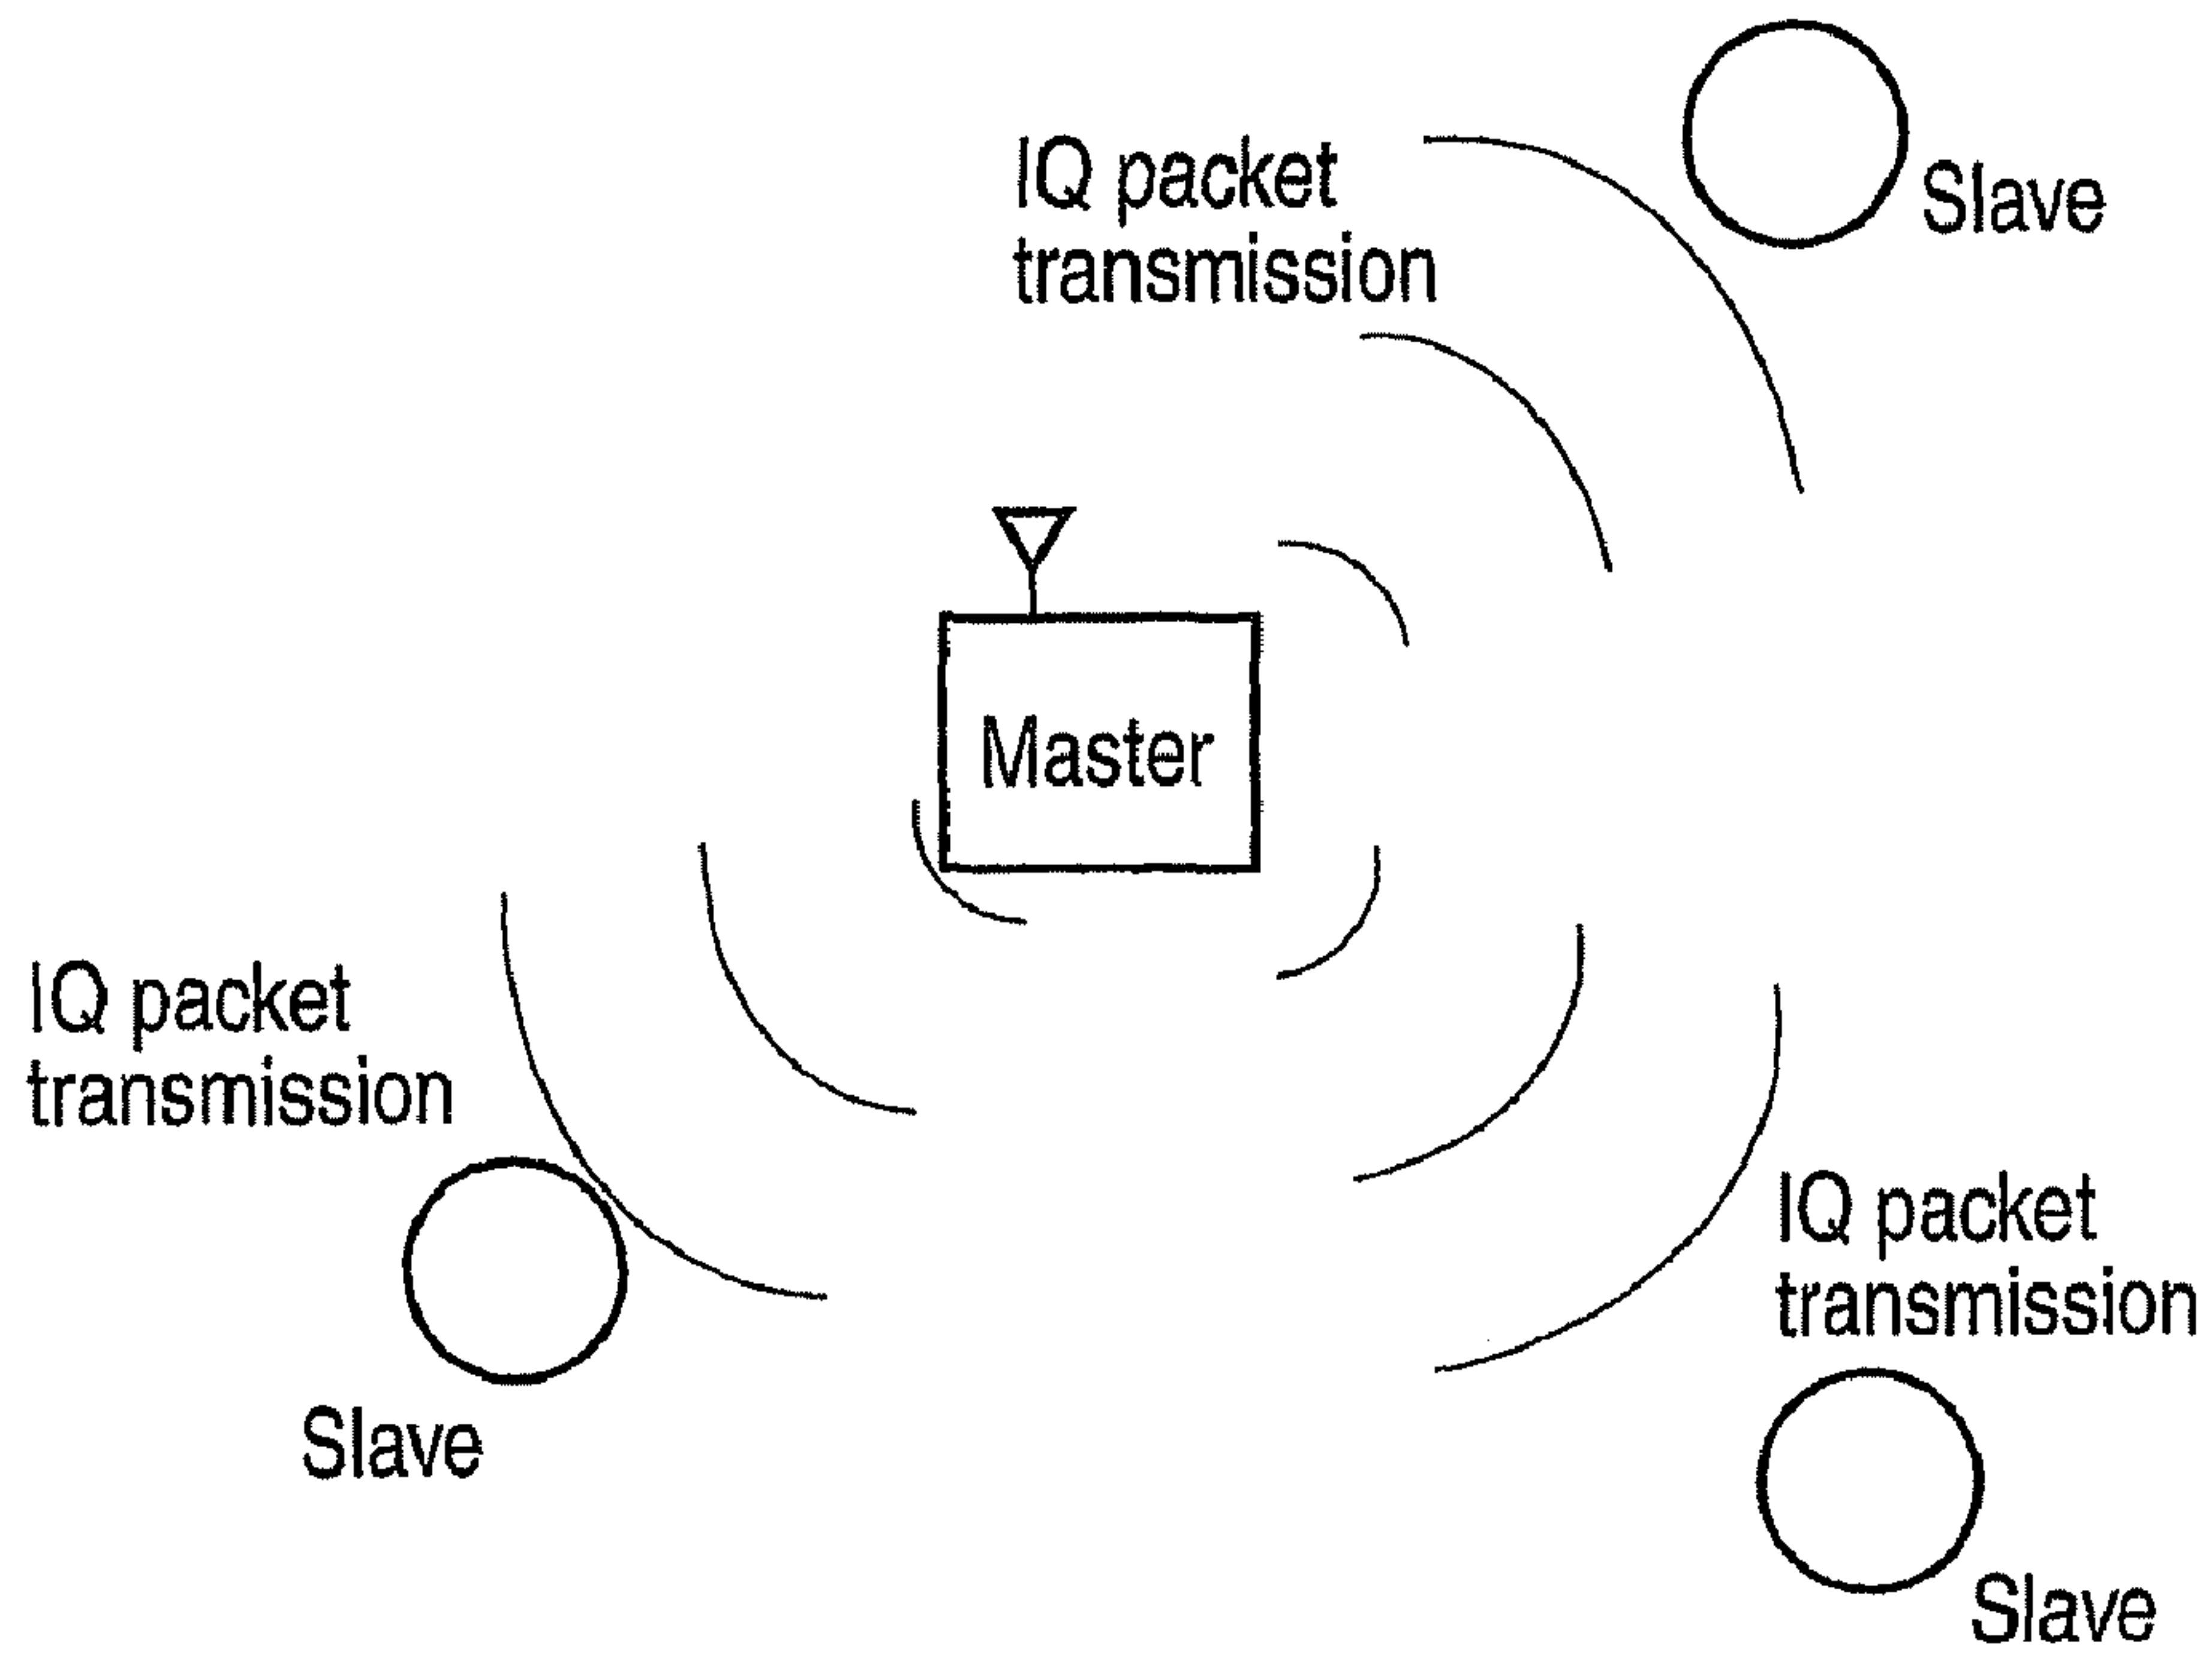 IQ packet
transmission
Slave
Master
IQ packet
transmission
Slave
IQ packet
transmission
Slave